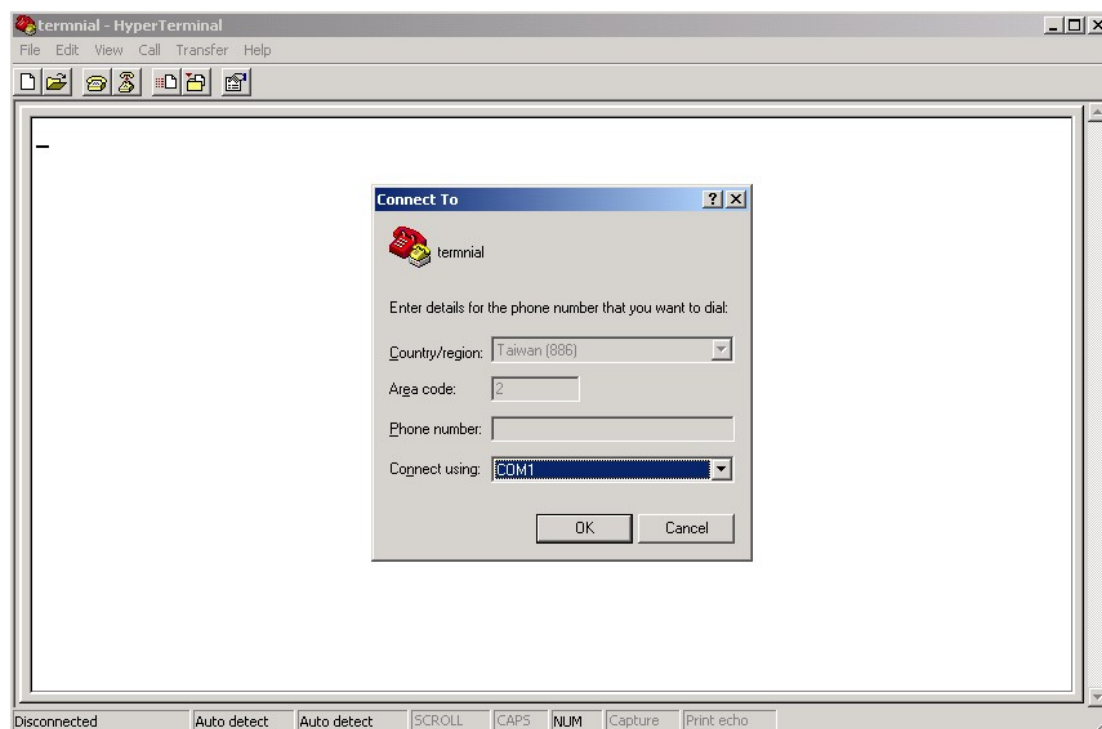 termnial - HyperTerminal
File Edit View Call Transfer Help
Connect To
termnial
Enter details for the phone number that you want to dial:
Country/region: Taiwan (886)
Area code: 2
Phone number:
Connect using: COM1
OK Cancel
Disconnected Auto detect Auto detect SCROLL CAPS NUM Capture Print echo